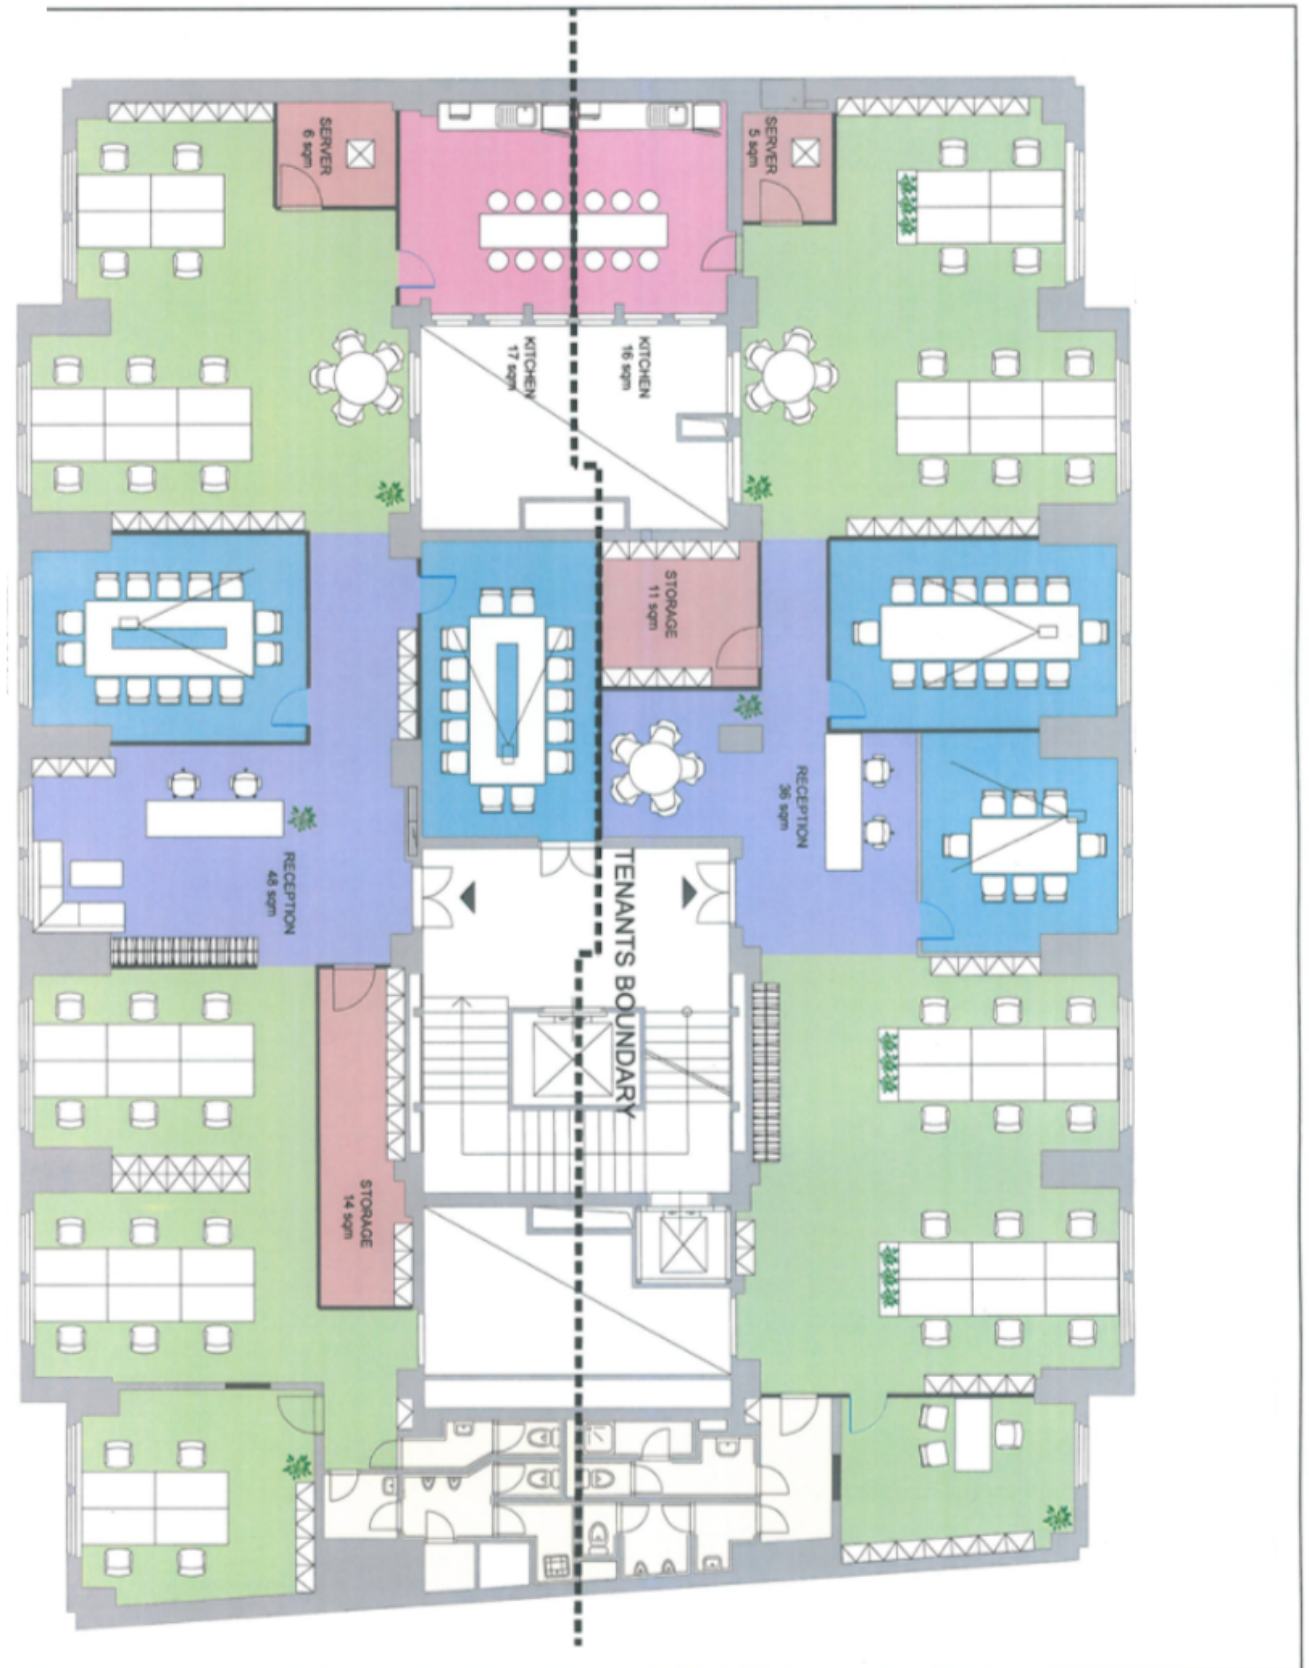 SERVER
6 sqm
SERVER
5 sqm
KITCHEN
17 sqm
KITCHEN
16 sqm
STORAGE
11 sqm
RECEPTION
36 sqm
RECEPTION
48 sqm
TENANTS BOUNDARY
STORAGE
14 sqm